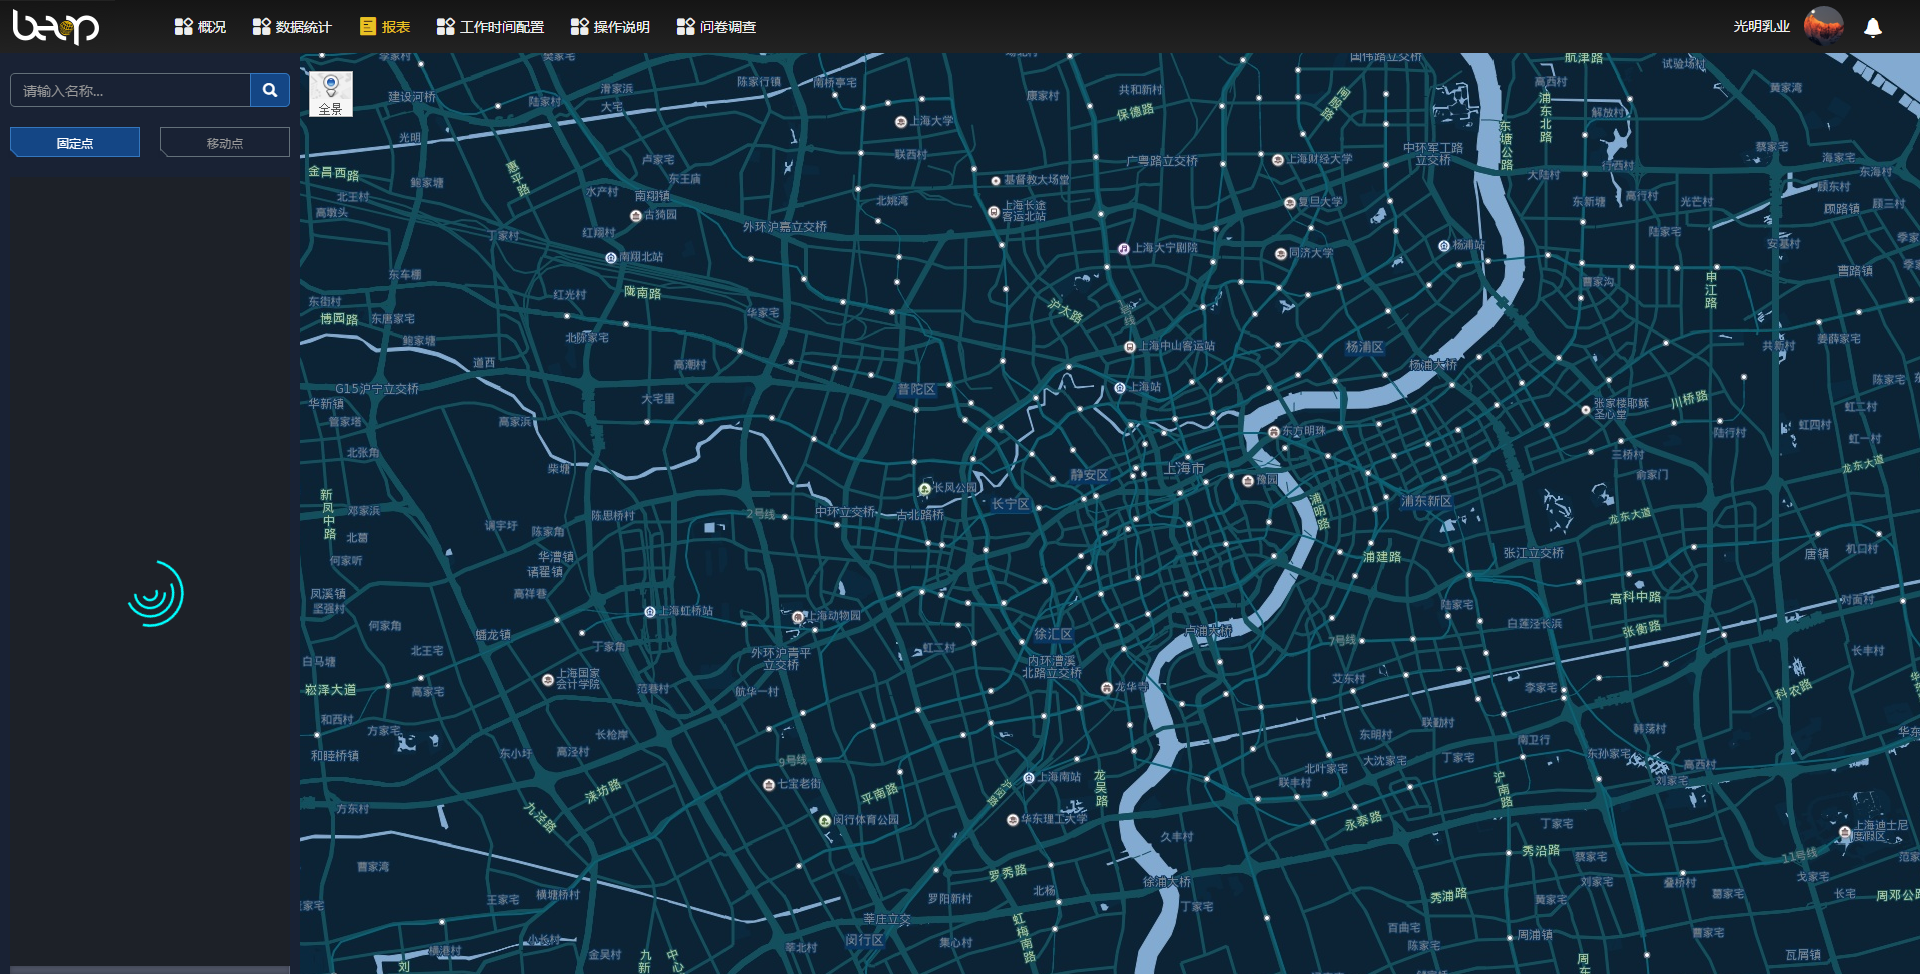 beop
概况
数据统计
报表
工作时间配置
操作说明
问卷调查
光明乳业
请输入名称...
固定点
移动点
全景
陈家行镇
南桥亭宅
国伟路立交桥
航津路
试验场村
高西村
黄家湾
建设河桥
陆家村
滑家浜
大宅
康家村
共和新村
保德路
闻殷路
浦东北路
解放村
光明
上海大学
联西村
广粤路立交桥
上海财经大学
中环军工路
立交桥
东塘公路
行西村
蔡家宅
海家宅
金昌西路
鲍家塘
惠平路
卢家宅
东王庙
基督教大场堂
大陆村
东海村
顾东村
北王村
高墩头
水产村
南翔镇
古猗园
北姚湾
上海长途
客运北站
复旦大学
东新塘
高行村
光芒村
顾路镇
顾三村
丁家村
红翔村
外环沪嘉立交桥
上海大宁剧院
同济大学
杨浦站
陆家宅
安基村
南翔北站
东车棚
曹家沟
曹路镇
申江路
东街村
红光村
陇南路
沪太路
博园路
东唐家宅
华家宅
鲍家塘
北陈家宅
上海中山客运站
杨浦区
杨浦大桥
共新村
姜薛家宅
道西
高潮村
G15沪宁立交桥
普陀区
上海站
陈家宅
华新镇
大宅里
张家楼耶稣
圣心堂
川桥路
虹二村
管家塔
高家浜
东方明珠
陆行村
虹四村
虹一村
北张角
柴塘
静安区
上海市
豫园
三桥村
俞家门
龙东大道
新凤中路
长风公园
长宁区
浦明路
浦东新区
邓家浜
陈思桥村
2号线
中环立交桥
古北路桥
龙东大道
调宇圩
陈家角
何家听
华漕镇
诸翟镇
浦建路
张江立交桥
唐镇
机口村
凤溪镇
坚强村
高祥巷
上海虹桥站
上海动物园
陆家宅
高科中路
对面村
何家角
蟠龙镇
徐汇区
卢浦大桥
7号线
白莲泾长浜
张衡路
白马塘
北王宅
丁家角
外环沪青平
立交桥
虹二村
内环漕溪
北路立交桥
长丰村
崧泽大道
高家宅
上海国家
会计学院
范巷村
航华一村
龙华寺
艾东村
李家宅
科农路
和西村
方家宅
长枪岸
联勤村
韩荡村
和睦桥镇
东小圩
高泾村
9号线
东明村
大沈家宅
丁家宅
南卫行
东孙家宅
高西村
七宝老街
上海南站
龙吴路
北叶家宅
联丰村
沪南路
刘家宅
方东村
九泾路
涞坊路
平南路
闵行体育公园
华东理工大学
久丰村
永泰路
丁家宅
上海迪士尼
度假区
曹家湾
罗秀路
秀沿路
蔡家宅
11号线
王家宅
横塘桥村
罗阳新村
北杨
徐浦大桥
丁家宅
秀浦路
黄家宅
刘家宅
叠桥村
戈家宅
墓家宅
长宅
周邓公路
莘庄立交
闵行区
虹梅南路
集心村
百曲村
陈家宅
周浦镇
曹家宅
横港村
小长村
金吴村
莘北村
瓦屑镇